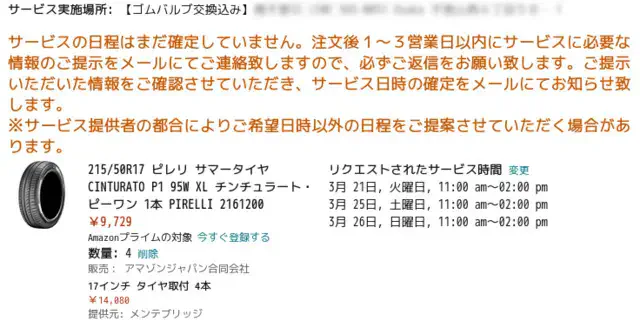 サービス実施場所: 【ゴムバルブ交換込み】
サービスの日程はまだ確定していません。注文後1~3営業日以内にサービスに必要な
情報のご提示をメールにてご連絡致しますので、必ずご返信をお願い致します。ご提示
いただいた情報をご確認させていただき、サービス日時の確定をメールにてお知らせ致
します。
※サービス提供者の都合によりご希望日時以外の日程をご提案させていただく場合があ
ります。
215/50R17 ピレリ サマータイヤ
CINTURATO P1 95W XL チンチュラート・
ピーワン 1本 PIRELLI 2161200
¥9,729
Amazonプライムの対象 今すぐ登録する
数量: 4 削除
販売: アマゾンジャパン合同会社
17インチ タイヤ取付 4本
¥14,080
提供元: メンテブリッジ
リクエストされたサービス時間 変更
3月 21日, 火曜日, 11:00 am~02:00 pm
3月 25日, 土曜日, 11:00 am~02:00 pm
3月 26日, 日曜日, 11:00 am~02:00 pm